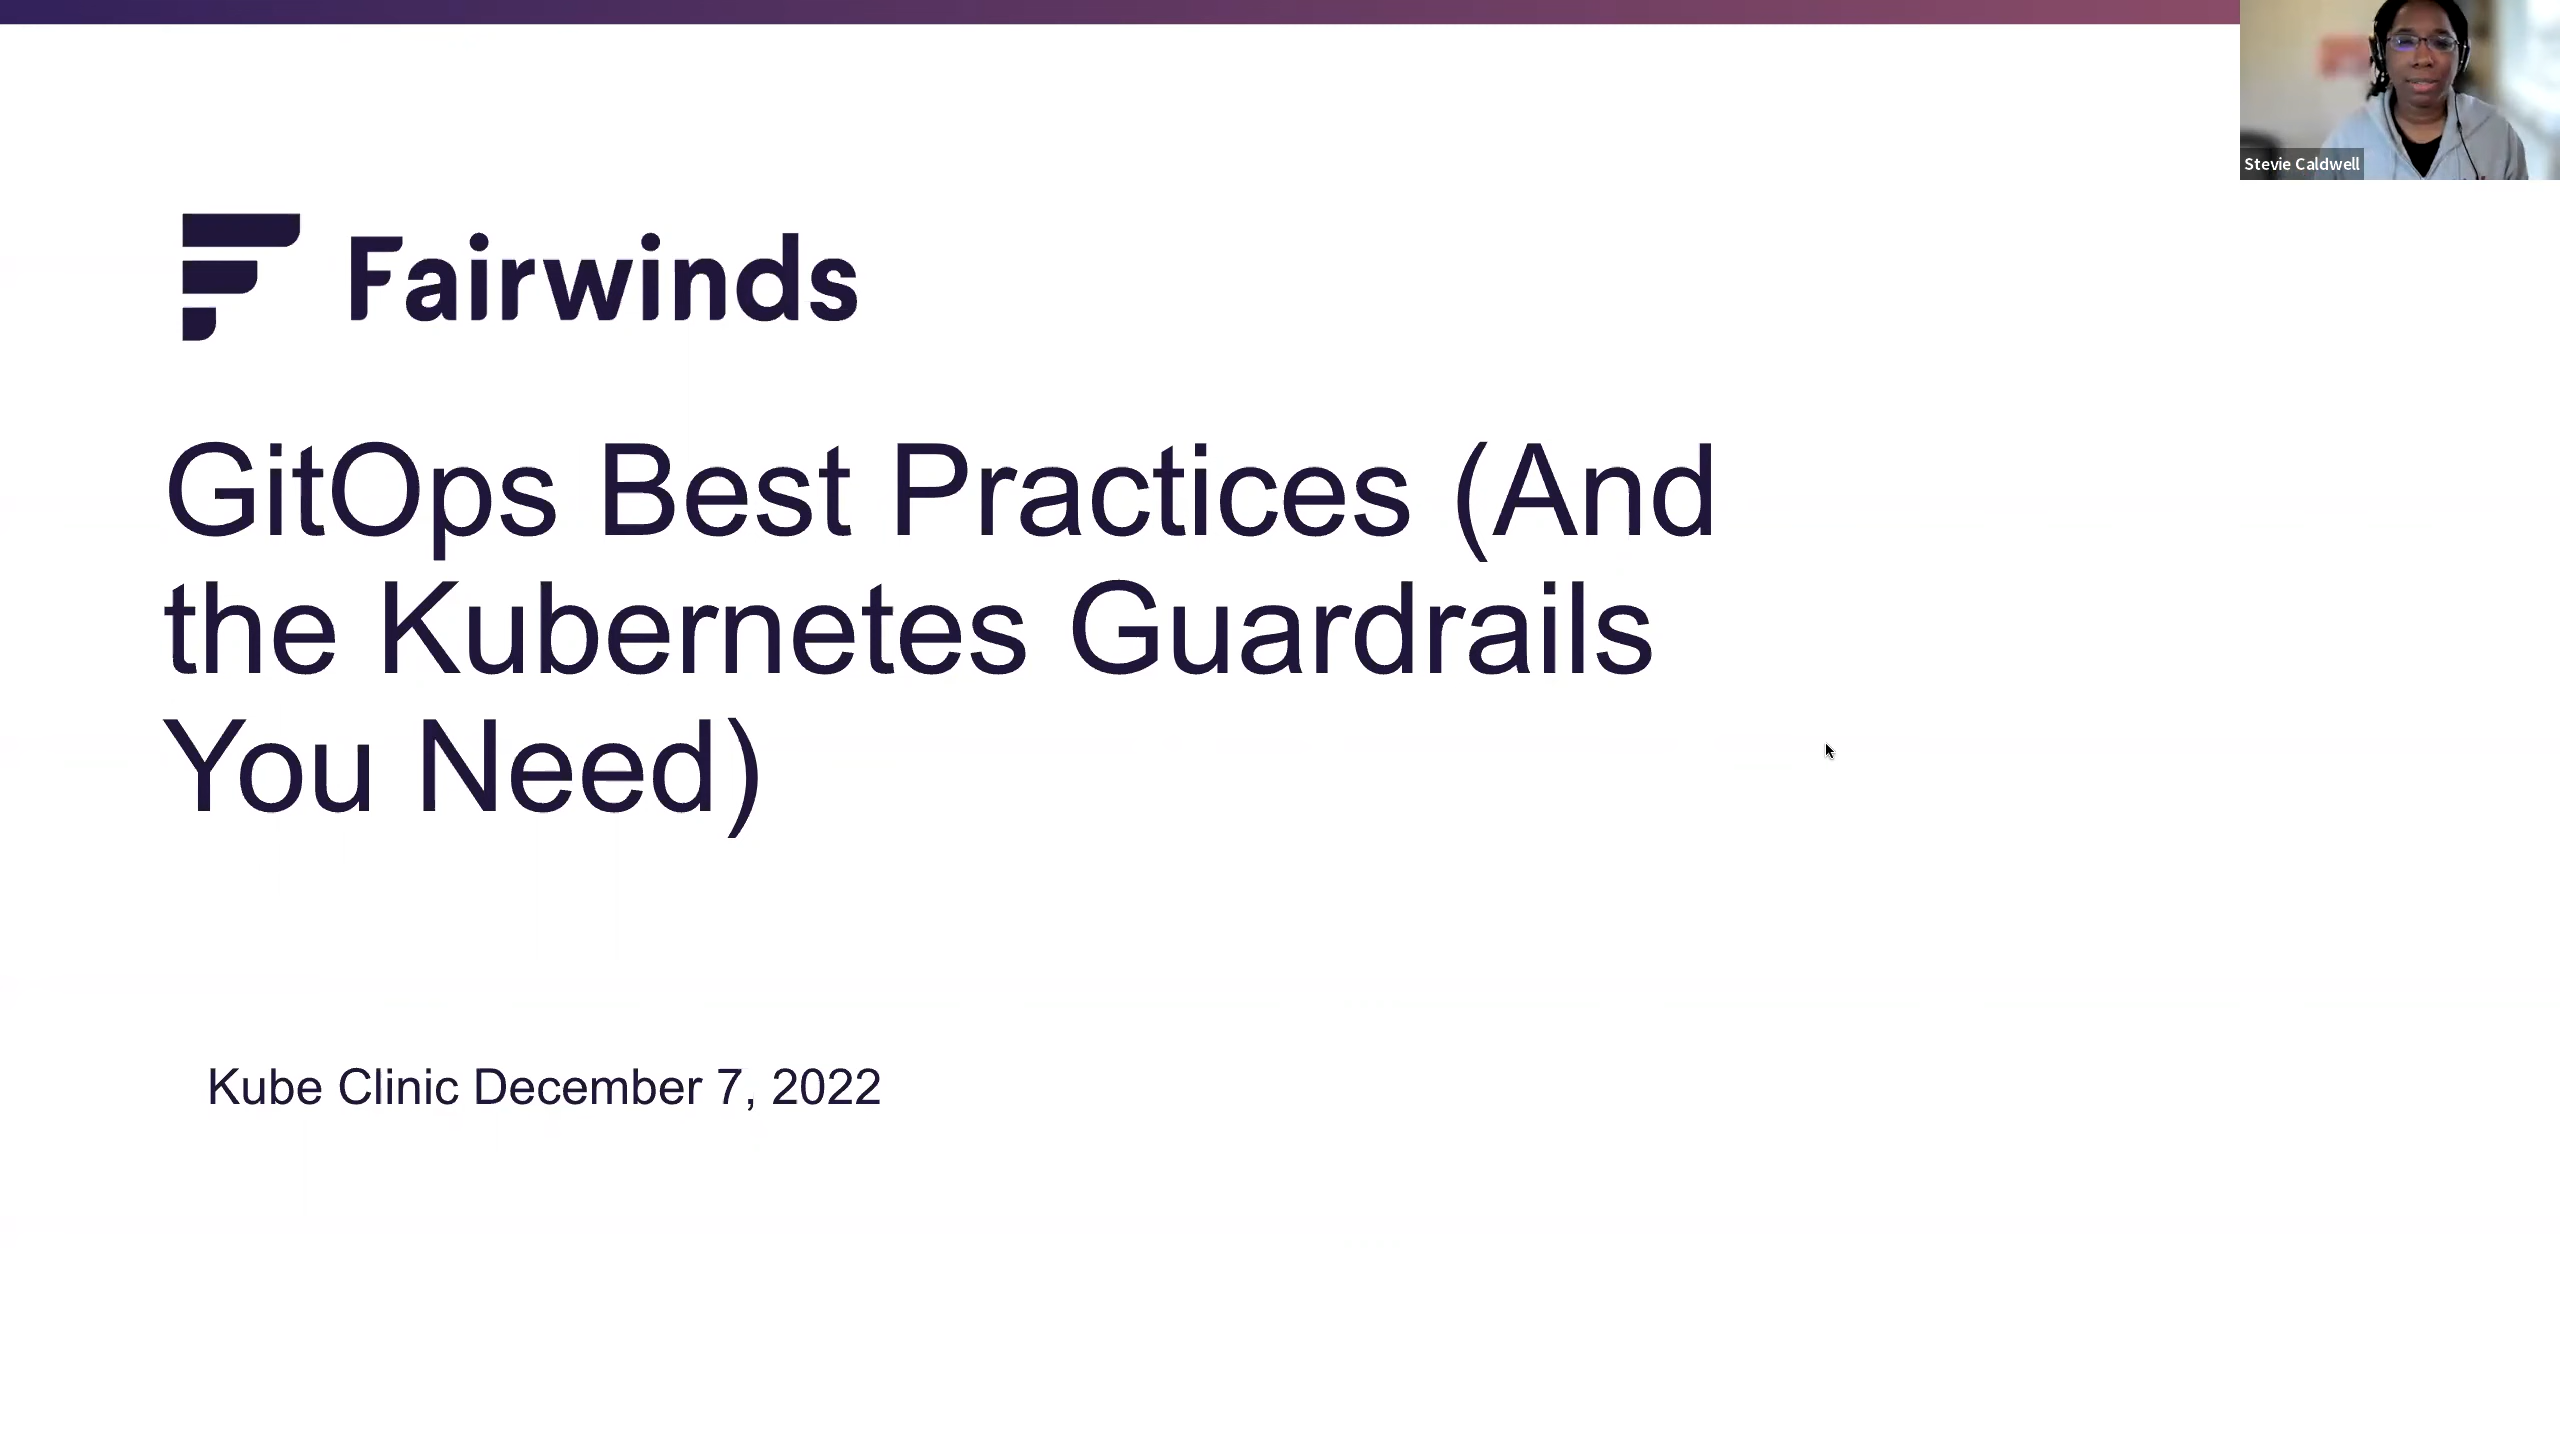 Stevie Caldwell
Fairwinds
GitOps Best Practices (And
the Kubernetes Guardrails
You Need)
Kube Clinic December 7, 2022